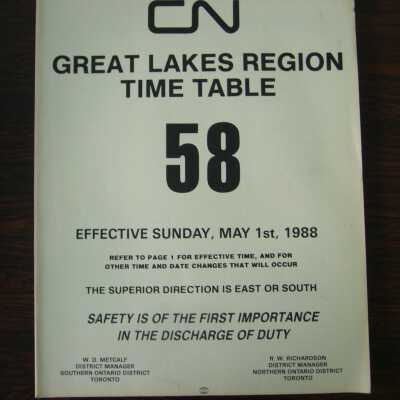 CN
GREAT LAKES REGION
TIME TABLE
58
EFFECTIVE SUNDAY, MAY 1st, 1988
REFER TO PAGE 1 FOR EFFECTIVE TIME, AND FOR
OTHER TIME AND DATE CHANGES THAT WILL OCCUR
THE SUPERIOR DIRECTION IS EAST OR SOUTH
SAFETY IS OF THE FIRST IMPORTANCE
IN THE DISCHARGE OF DUTY
W. D. METCALF
DISTRICT MANAGER
SOUTHERN ONTARIO DISTRICT
TORONTO
R. W. RICHARDSON
DISTRICT MANAGER
NORTHERN ONTARIO DISTRICT
TORONTO